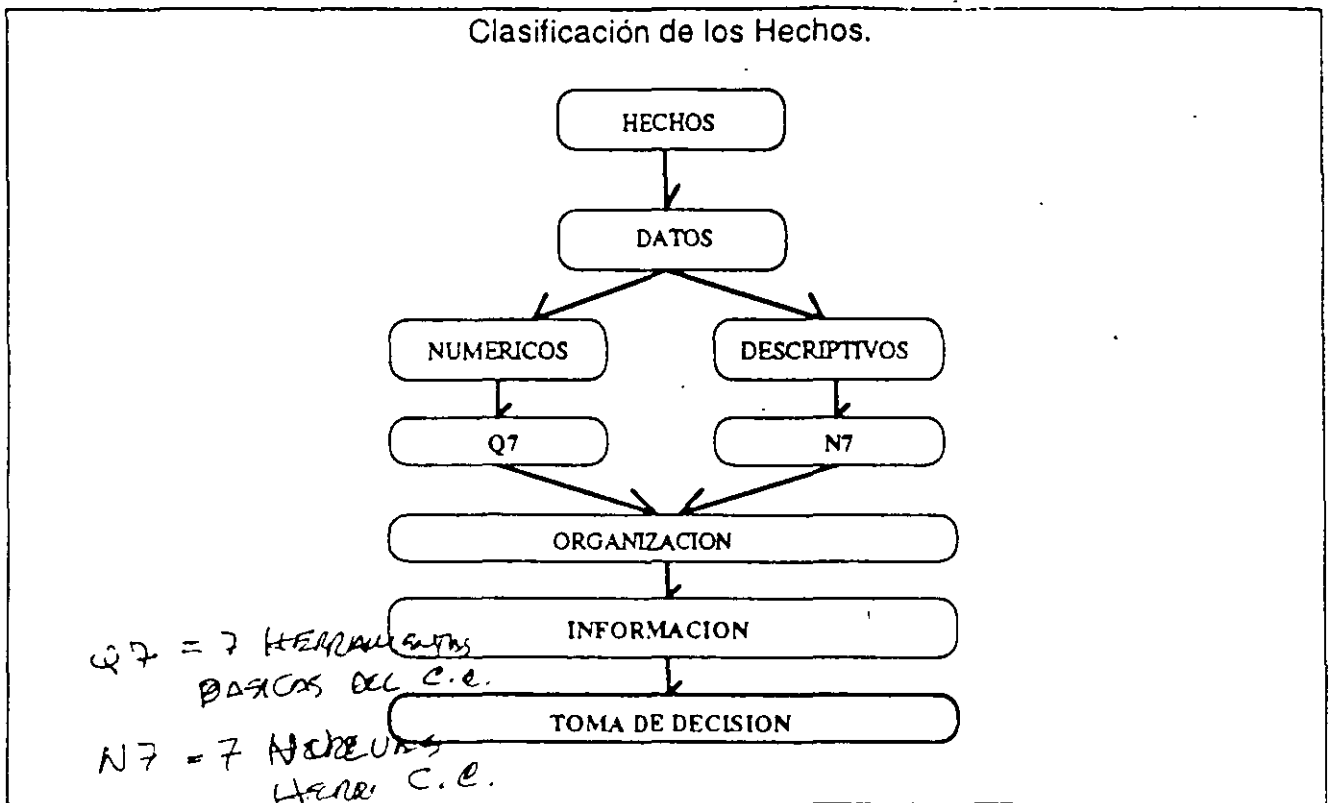 Clasificación de los Hechos.
HECHOS
DATOS
NUMERICOS
DESCRIPTIVOS
Q7
N7
ORGANIZACION
INFORMACION
TOMA DE DECISION
Q7 = 7 HERRAMIENTAS
BASICAS DEL C.C.
N7 = 7
HERR. C.C.